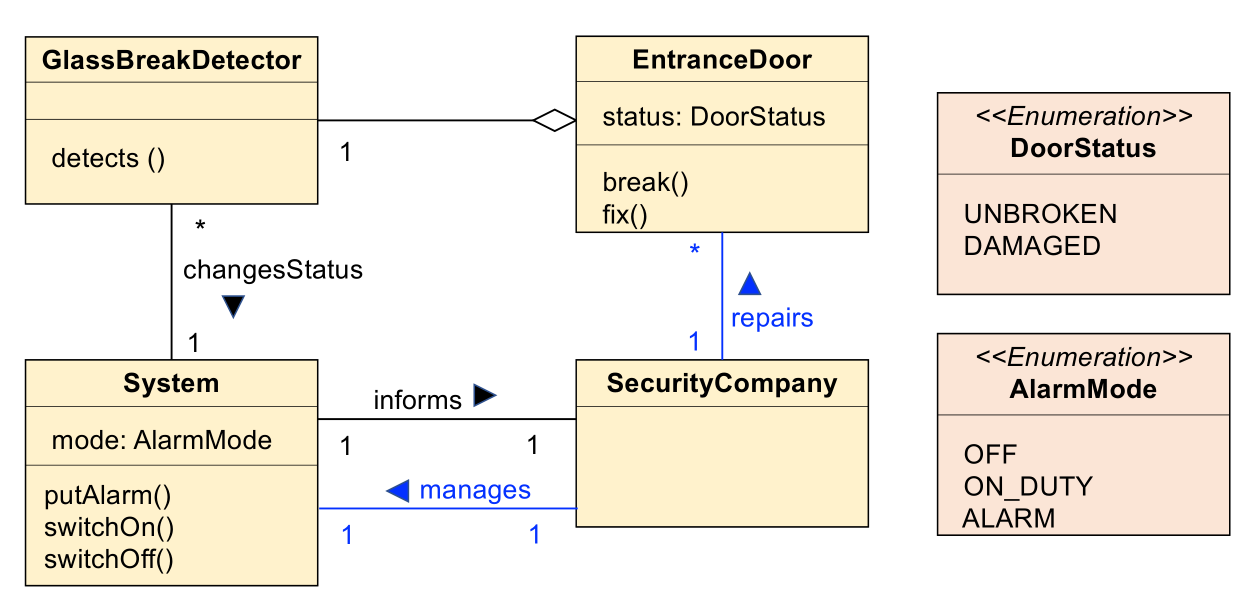 GlassBreakDetector
detects ()
1
EntranceDoor
status: DoorStatus
break()
fix()
<<Enumeration>>
DoorStatus
UNBROKEN
DAMAGED
*
changesStatus
1
*
repairs
1
System
mode: AlarmMode
putAlarm()
switchOn()
switchOff()
informs
1
1
manages
1
1
SecurityCompany
<<Enumeration>>
AlarmMode
OFF
ON_DUTY
ALARM